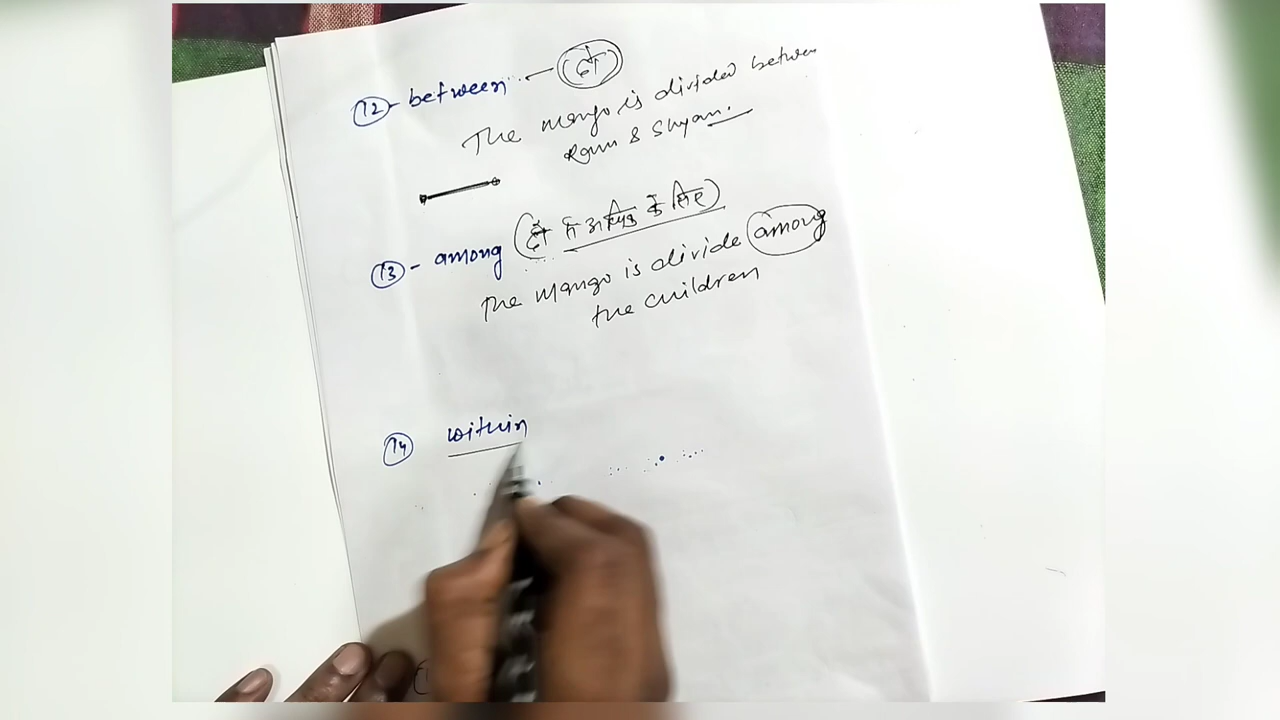 12 - between ← दो
The mango is divided between
Ram & Shyam.
13 - among (दो से अधिक के लिए)
The Mango is divide among
the children
14 within